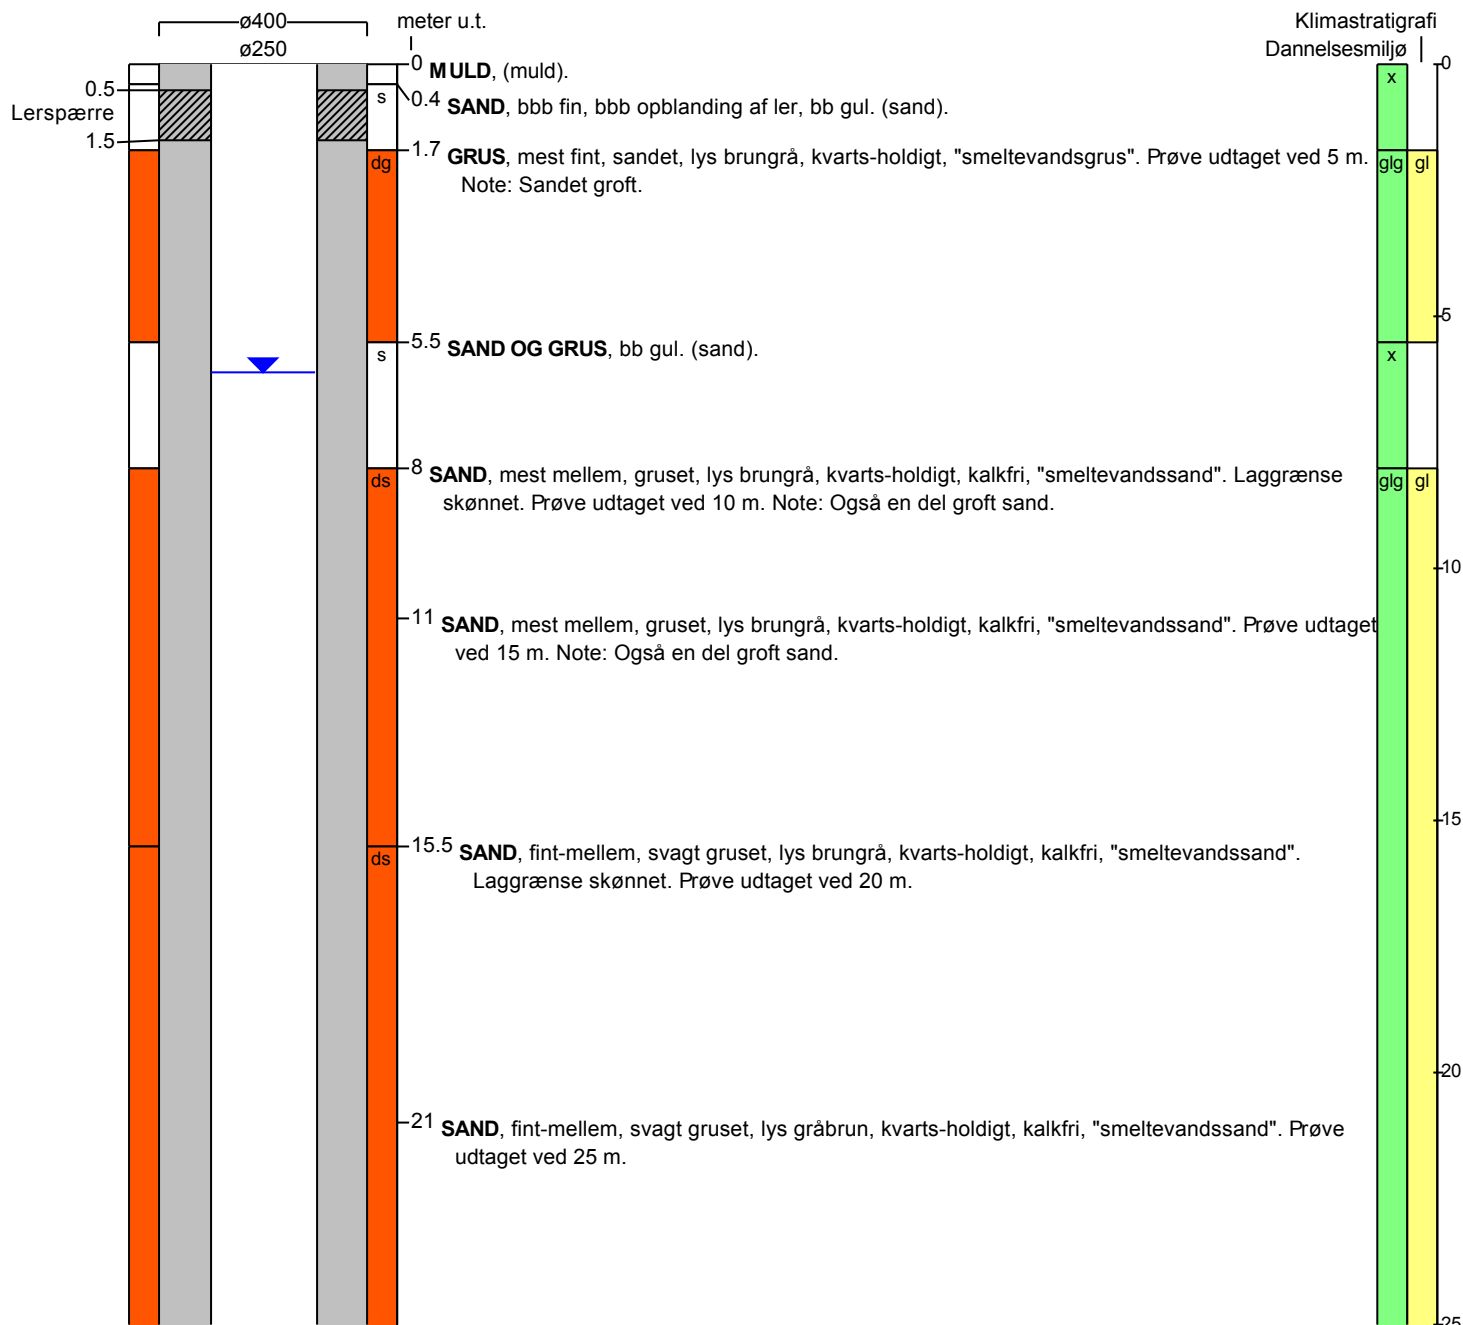 ø400
meter u.t.
Klimastratigrafi
ø250
Dannelsesmiljø
0
MULD, (muld).
0
x
0.5
Lerspærre
1.5
s
0.4
SAND, bbb fin, bbb opblanding af ler, bb gul. (sand).
1.7
GRUS, mest fint, sandet, lys brungrå, kvarts-holdigt, "smeltevandsgrus". Prøve udtaget ved 5 m.
Note: Sandet groft.
dg
glg
gl
5
5.5
SAND OG GRUS, bb gul. (sand).
s
x
8
SAND, mest mellem, gruset, lys brungrå, kvarts-holdigt, kalkfri, "smeltevandssand". Laggrænse
skønnet. Prøve udtaget ved 10 m. Note: Også en del groft sand.
ds
glg
gl
10
11
SAND, mest mellem, gruset, lys brungrå, kvarts-holdigt, kalkfri, "smeltevandssand". Prøve udtaget
ved 15 m. Note: Også en del groft sand.
15
15.5
SAND, fint-mellem, svagt gruset, lys brungrå, kvarts-holdigt, kalkfri, "smeltevandssand".
Laggrænse skønnet. Prøve udtaget ved 20 m.
ds
20
21
SAND, fint-mellem, svagt gruset, lys gråbrun, kvarts-holdigt, kalkfri, "smeltevandssand". Prøve
udtaget ved 25 m.
25